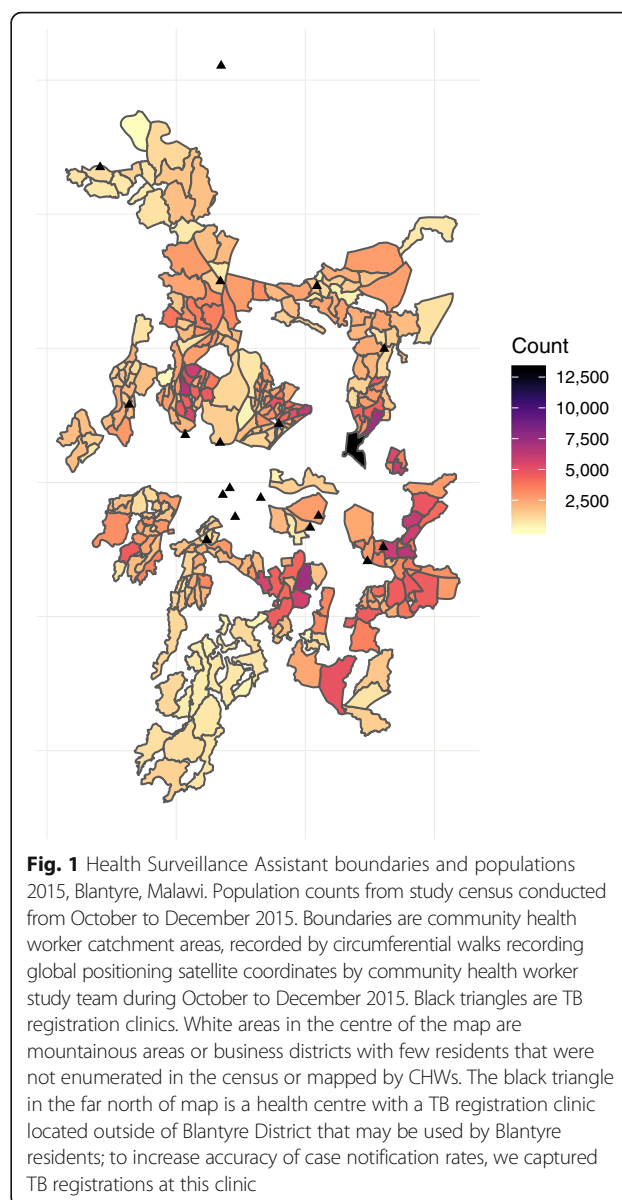 Count
12,500
10,000
7,500
5,000
2,500
Fig. 1 Health Surveillance Assistant boundaries and populations
2015, Blantyre, Malawi. Population counts from study census conducted
from October to December 2015. Boundaries are community health
worker catchment areas, recorded by circumferential walks recording
global positioning satellite coordinates by community health worker
study team during October to December 2015. Black triangles are TB
registration clinics. White areas in the centre of the map are
mountainous areas or business districts with few residents that were
not enumerated in the census or mapped by CHWs. The black triangle
in the far north of map is a health centre with a TB registration clinic
located outside of Blantyre District that may be used by Blantyre
residents; to increase accuracy of case notification rates, we captured
TB registrations at this clinic